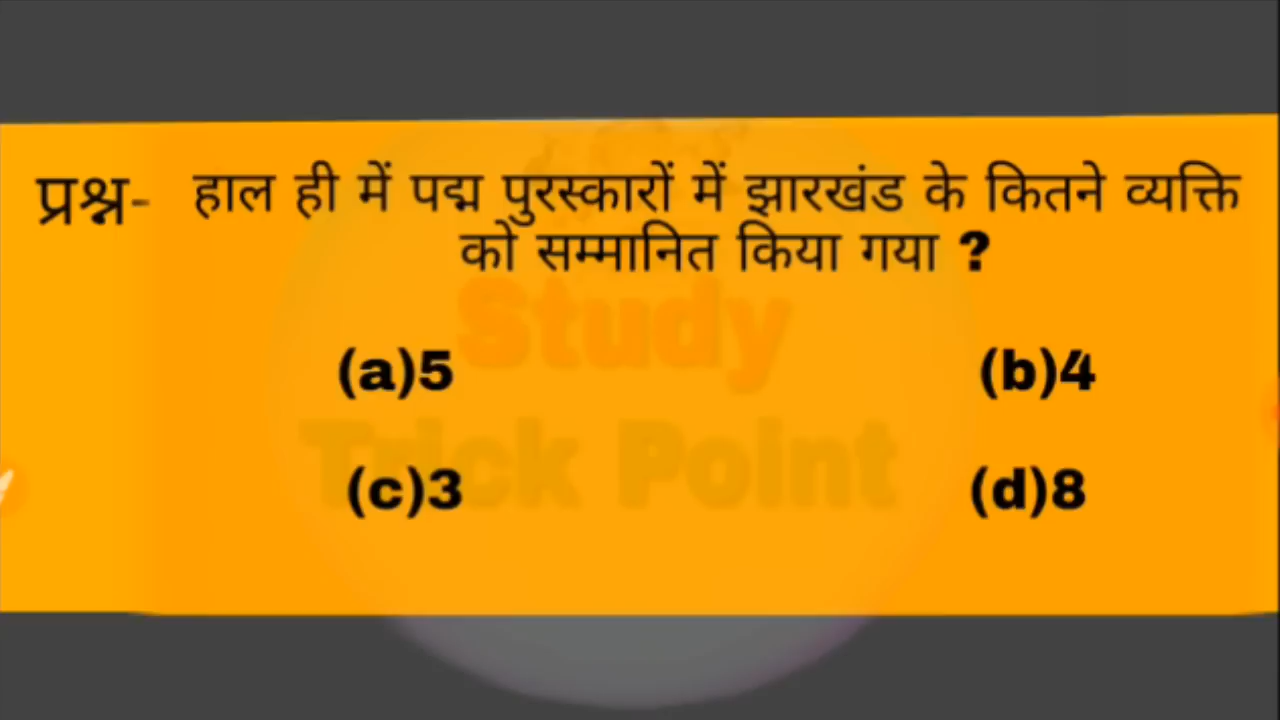 प्रश्न- हाल ही में पद्म पुरस्कारों में झारखंड के कितने व्यक्ति
को सम्मानित किया गया ?
Study
(a)5 (b)4
Trick Point
(c)3 (d)8